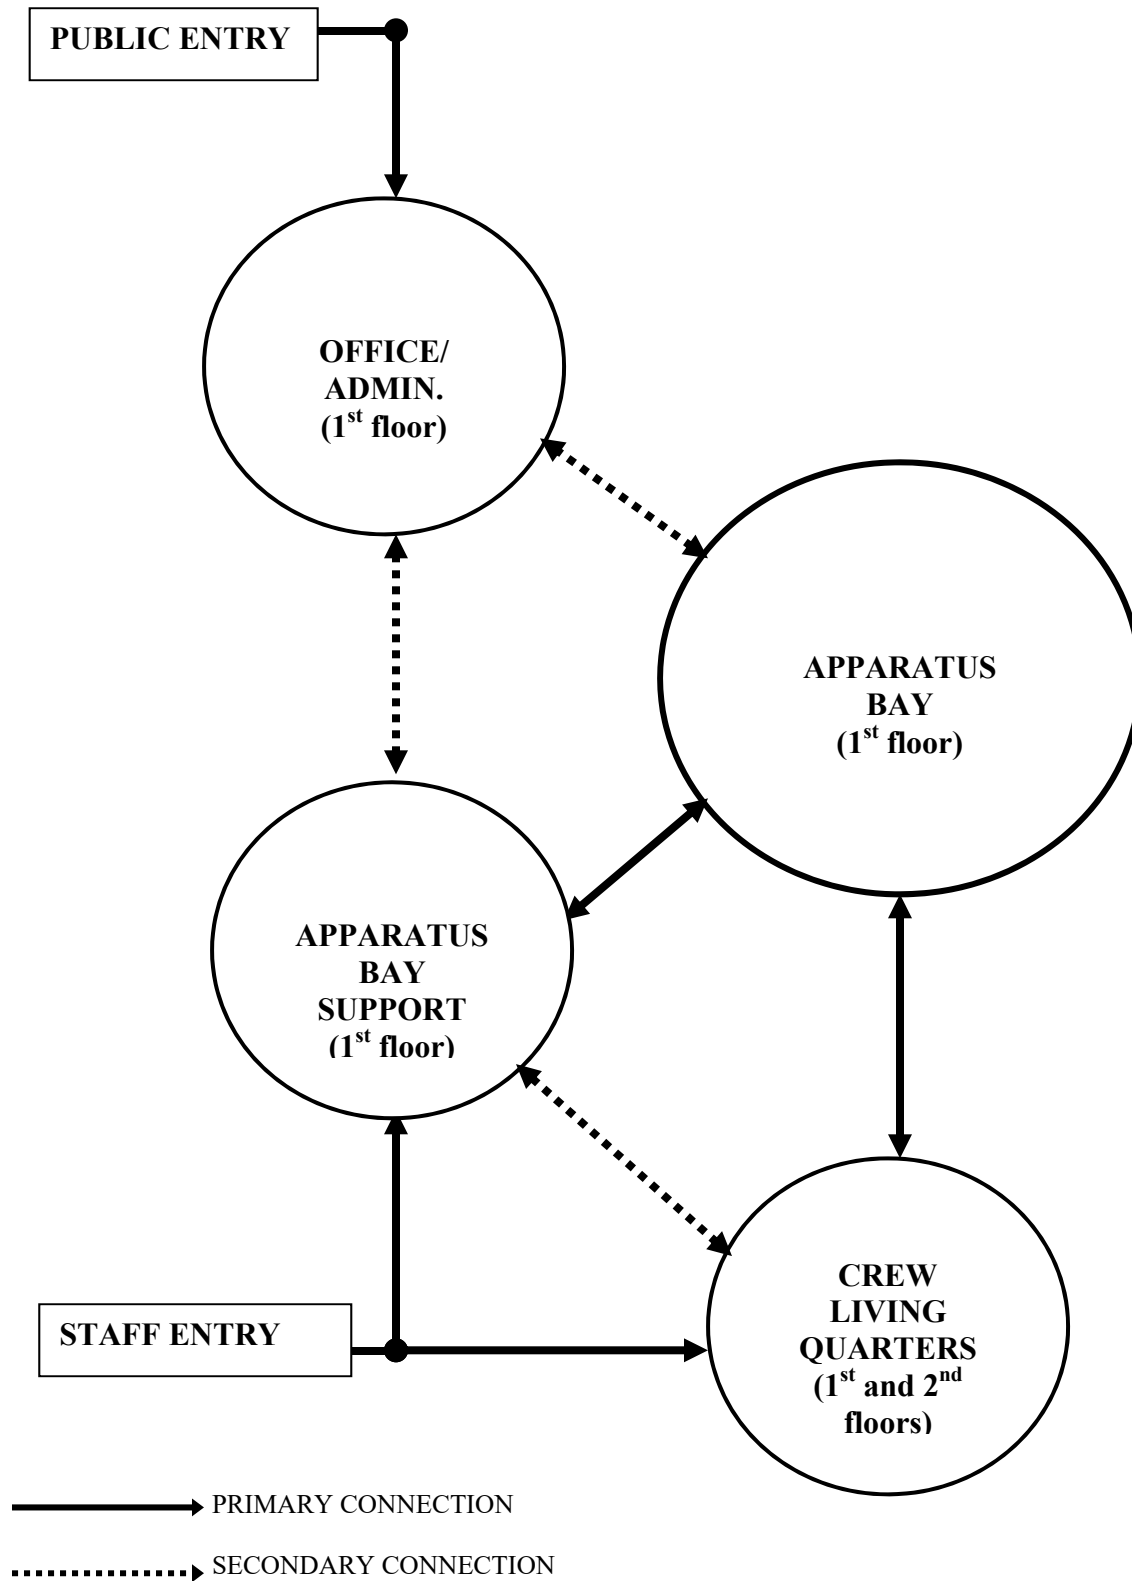 PUBLIC ENTRY
OFFICE/
ADMIN.
(1st floor)
APPARATUS
BAY
(1st floor)
APPARATUS
BAY
SUPPORT
(1st floor)
CREW
LIVING
QUARTERS
(1st and 2nd
floors)
STAFF ENTRY
PRIMARY CONNECTION
SECONDARY CONNECTION